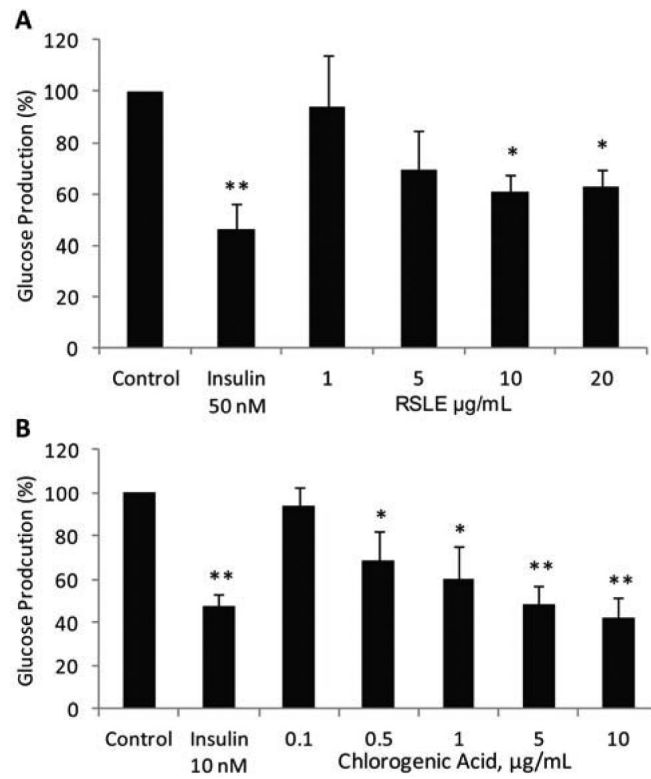 A
120
100
80
60
40
20
0
Glucose Production (%)
**
*
*
Control Insulin 1 5 10 20
50 nM RSLE µg/mL
B
120
100
80
60
40
20
0
Glucose Prodcution (%)
**
*
*
**
**
Control Insulin 0.1 0.5 1 5 10
10 nM Chlorogenic Acid, µg/mL